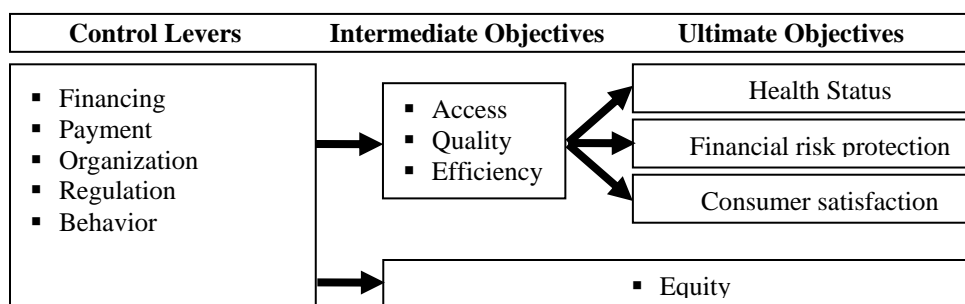 Control Levers Intermediate Objectives Ultimate Objectives
▪ Financing
▪ Payment
▪ Organization
▪ Regulation
▪ Behavior
▪ Access
▪ Quality
▪ Efficiency
Health Status
Financial risk protection
Consumer satisfaction
▪ Equity